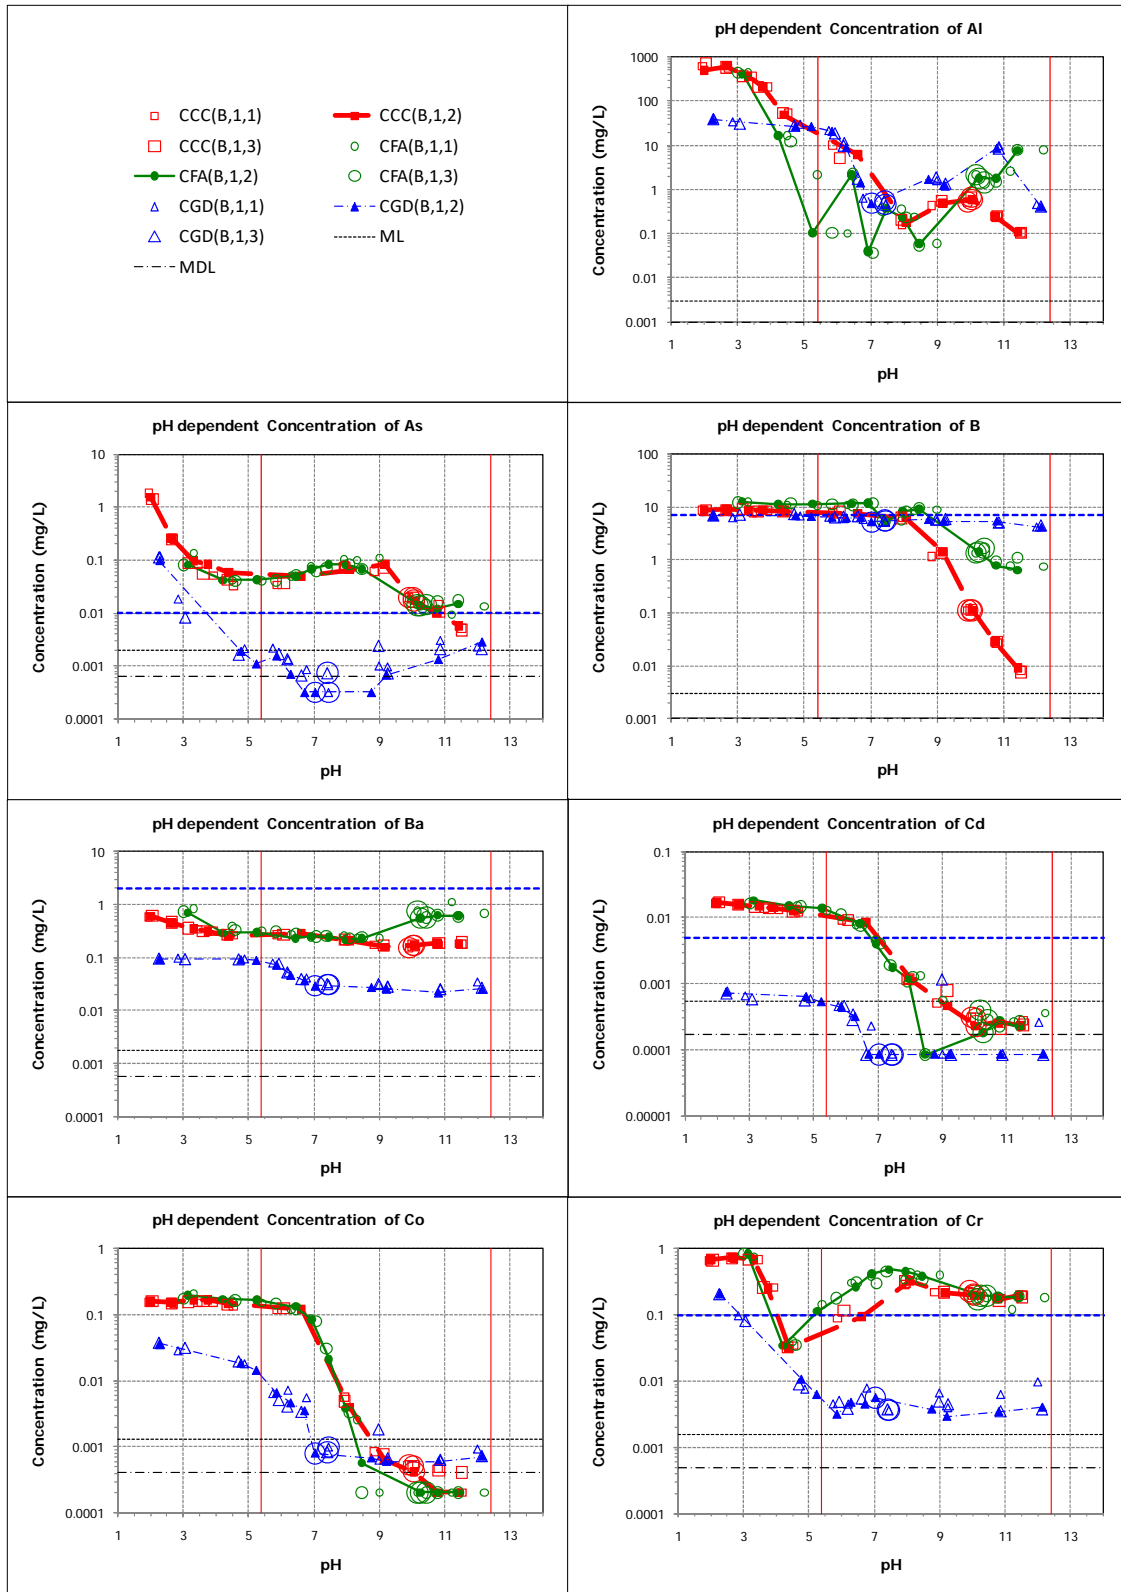 CCC(B,1,1) CCC(B,1,2)
CCC(B,1,3) CFA(B,1,1)
CFA(B,1,2) CFA(B,1,3)
CGD(B,1,1) CGD(B,1,2)
CGD(B,1,3) ML
MDL
pH dependent Concentration of Al
Concentration (mg/L)
1000
100
10
1
0.1
0.01
0.001
1 3 5 7 9 11 13
pH
pH dependent Concentration of As
Concentration (mg/L)
10
1
0.1
0.01
0.001
0.0001
1 3 5 7 9 11 13
pH
pH dependent Concentration of B
Concentration (mg/L)
100
10
1
0.1
0.01
0.001
1 3 5 7 9 11 13
pH
pH dependent Concentration of Ba
Concentration (mg/L)
10
1
0.1
0.01
0.001
0.0001
1 3 5 7 9 11 13
pH
pH dependent Concentration of Cd
Concentration (mg/L)
0.1
0.01
0.001
0.0001
0.00001
1 3 5 7 9 11 13
pH
pH dependent Concentration of Co
Concentration (mg/L)
1
0.1
0.01
0.001
0.0001
1 3 5 7 9 11 13
pH
pH dependent Concentration of Cr
Concentration (mg/L)
1
0.1
0.01
0.001
0.0001
1 3 5 7 9 11 13
pH